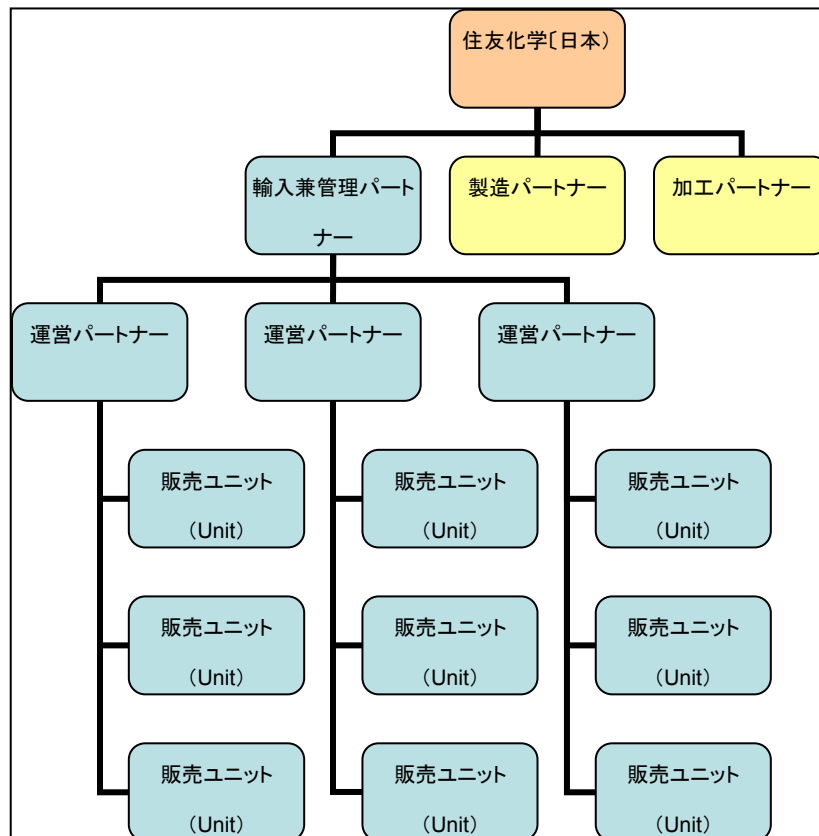 住友化学〔日本）
輸入兼管理パート
ナー
製造パートナー
加工パートナー
運営パートナー
運営パートナー
運営パートナー
販売ユニット
（Unit）
販売ユニット
（Unit）
販売ユニット
（Unit）
販売ユニット
（Unit）
販売ユニット
（Unit）
販売ユニット
（Unit）
販売ユニット
（Unit）
販売ユニット
（Unit）
販売ユニット
（Unit）